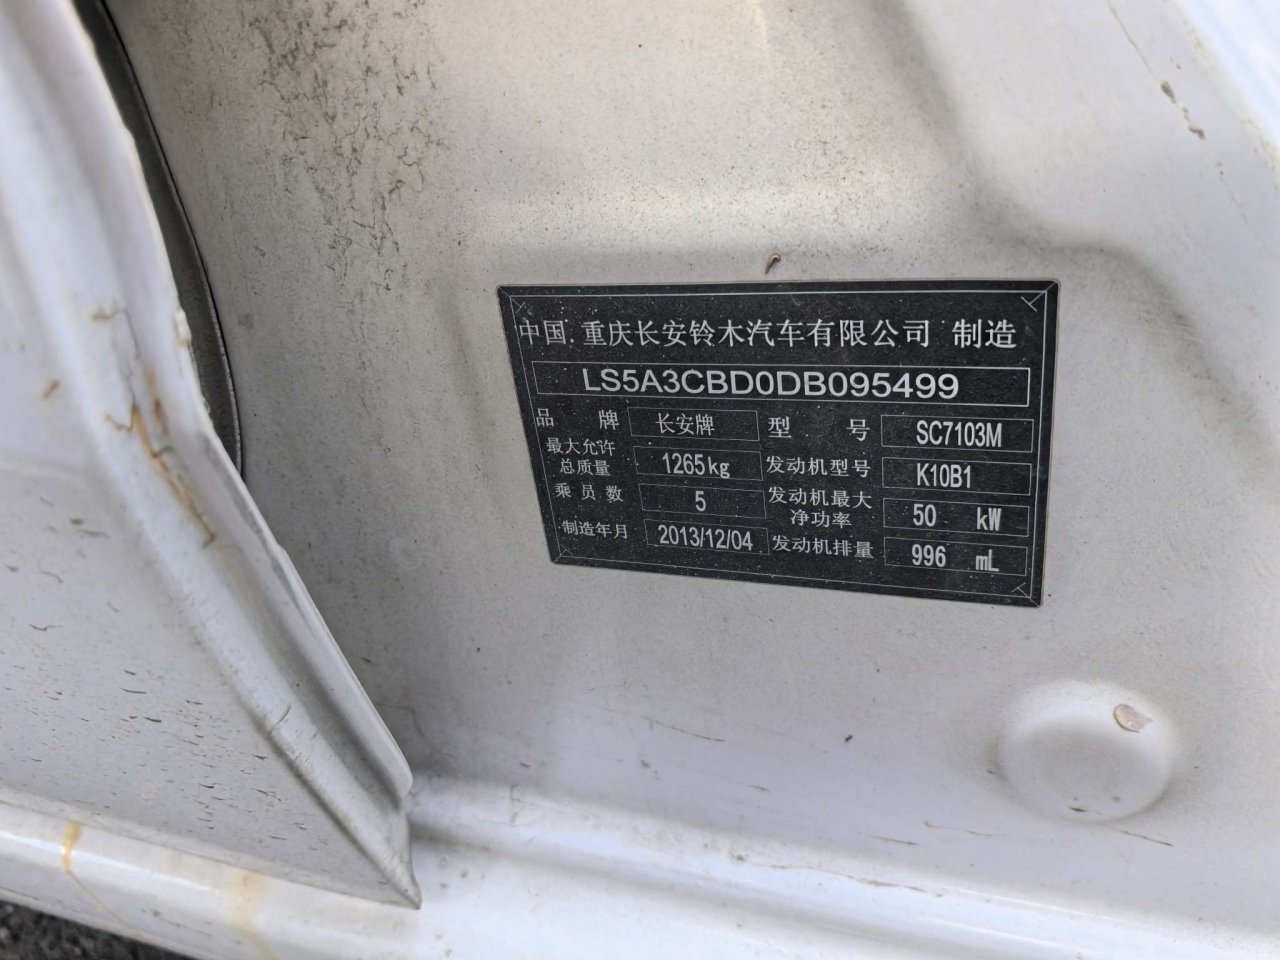 中国.重庆长安铃木汽车有限公司 制造
LS5A3CBD0DB095499
品 牌 长安牌 型 号 SC7103M
最大允许总质量 1265kg 发动机型号 K10B1
乘员数 5 发动机最大净功率 50 kW
制造年月 2013/12/04 发动机排量 996 mL